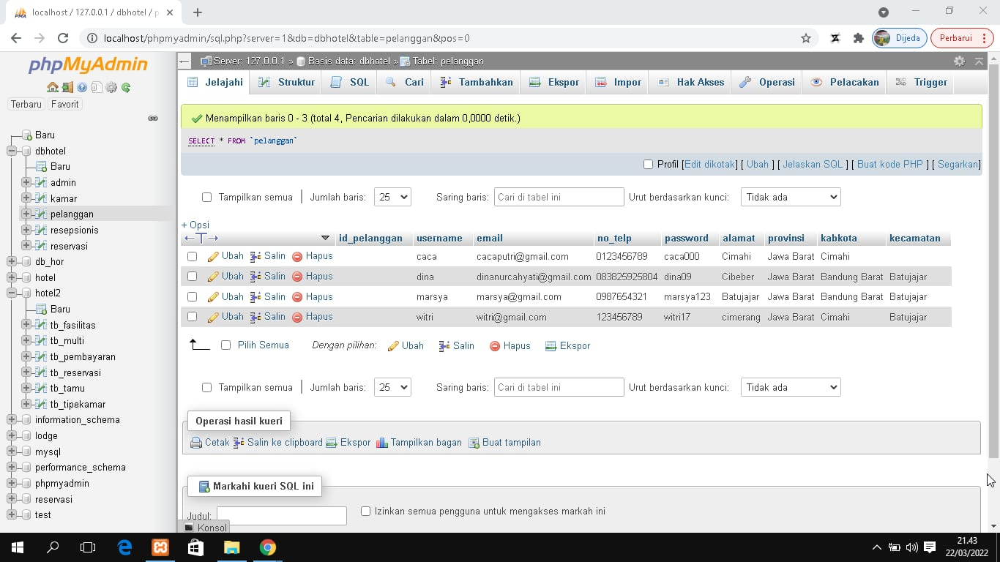 localhost / 127.0.0.1 / dbhotel / p
localhost/phpmyadmin/sql.php?server=1&db=dbhotel&table=pelanggan&pos=0
Dijeda
Perbarui
phpMyAdmin
Terbaru Favorit
Baru
dbhotel
Baru
admin
kamar
pelanggan
resepsionis
reservasi
db_hor
hotel
hotel2
Baru
tb_fasilitas
tb_multi
tb_pembayaran
tb_reservasi
tb_tamu
tb_tipekamar
information_schema
lodge
mysql
performance_schema
phpmyadmin
reservasi
test
Server: 127.0.0.1 » Basis data: dbhotel » Tabel: pelanggan
Jelajahi Struktur SQL Cari Tambahkan Ekspor Impor Hak Akses Operasi Pelacakan Trigger
Menampilkan baris 0 - 3 (total 4, Pencarian dilakukan dalam 0,0000 detik.)
SELECT * FROM `pelanggan`
Profil [Edit dikotak] [ Ubah ] [ Jelaskan SQL ] [ Buat kode PHP ] [ Segarkan]
Tampilkan semua | Jumlah baris: 25 Saring baris: Cari di tabel ini Urut berdasarkan kunci: Tidak ada
+ Opsi
←T→ id_pelanggan username email no_telp password alamat provinsi kabkota kecamatan
Ubah Salin Hapus caca cacaputri@gmail.com 0123456789 caca000 Cimahi Jawa Barat Cimahi
Ubah Salin Hapus dina dinanurcahyati@gmail.com 083825925804 dina09 Cibeber Jawa Barat Bandung Barat Batujajar
Ubah Salin Hapus marsya marsya@gmail.com 0987654321 marsya123 Batujajar Jawa Barat Bandung Barat Batujajar
Ubah Salin Hapus witri witri@gmail.com 123456789 witri17 cimerang Jawa Barat Cimahi Batujajar
Pilih Semua Dengan pilihan: Ubah Salin Hapus Ekspor
Tampilkan semua | Jumlah baris: 25 Saring baris: Cari di tabel ini Urut berdasarkan kunci: Tidak ada
Operasi hasil kueri
Cetak Salin ke clipboard Ekspor Tampilkan bagan Buat tampilan
Markahi kueri SQL ini
Judul: Izinkan semua pengguna untuk mengakses markah ini
Konsol
21.43
22/03/2022